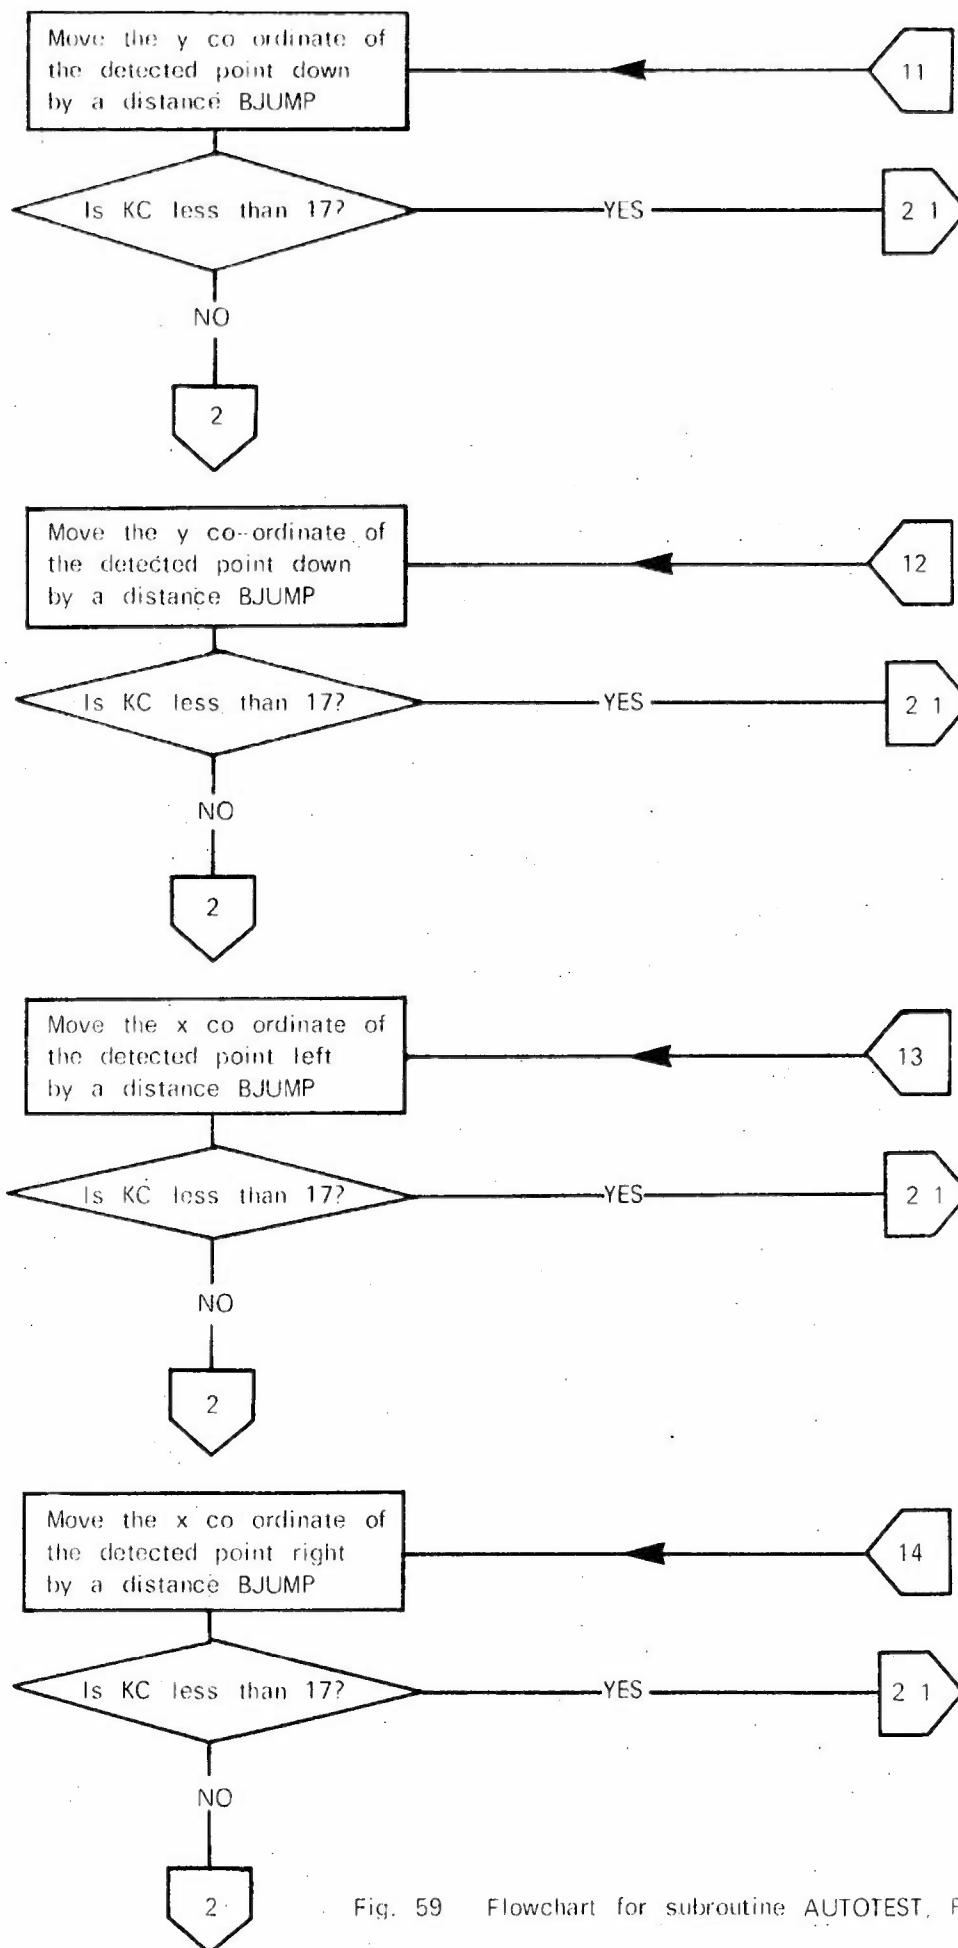 Move the y co ordinate of
the detected point down
by a distance BJUMP
11
Is KC less than 17?
YES
2 1
NO
2
Move the y co-ordinate of
the detected point down
by a distance BJUMP
12
Is KC less than 17?
YES
2 1
NO
2
Move the x co ordinate of
the detected point left
by a distance BJUMP
13
Is KC less than 17?
YES
2 1
NO
2
Move the x co ordinate of
the detected point right
by a distance BJUMP
14
Is KC less than 17?
YES
2 1
NO
2
Fig. 59 Flowchart for subroutine AUTOTEST,